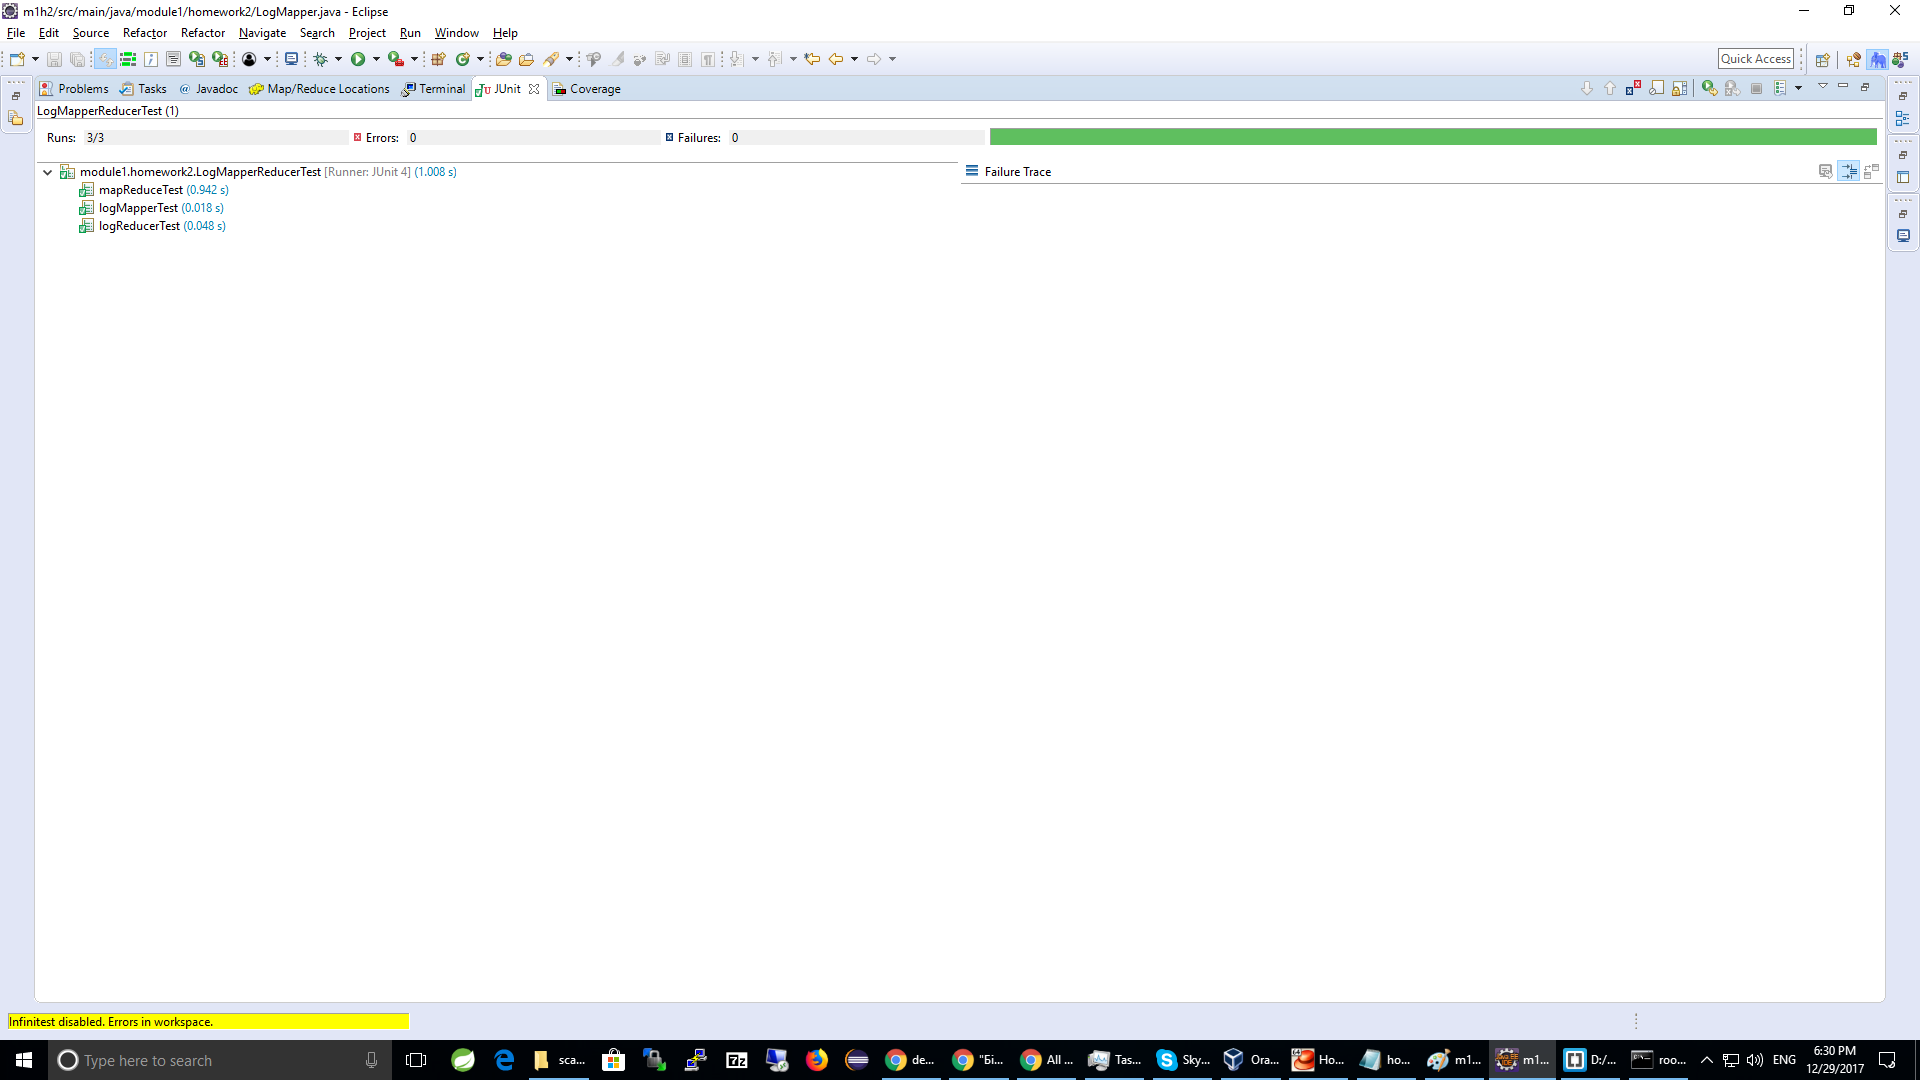 m1h2/src/main/java/module1/homework2/LogMapper.java - Eclipse
File Edit Source Refactor Refactor Navigate Search Project Run Window Help
Quick Access
Problems Tasks @ Javadoc Map/Reduce Locations Terminal JUnit Coverage
LogMapperReducerTest (1)
Runs: 3/3 Errors: 0 Failures: 0
module1.homework2.LogMapperReducerTest [Runner: JUnit 4] (1.008 s)
Failure Trace
mapReduceTest (0.942 s)
logMapperTest (0.018 s)
logReducerTest (0.048 s)
Infinitest disabled. Errors in workspace.
Type here to search
sca... de... "Бі... All ... Tas... Sky... Ora... Ho... ho... m1... m1... D:/... roo... ENG
6:30 PM
12/29/2017